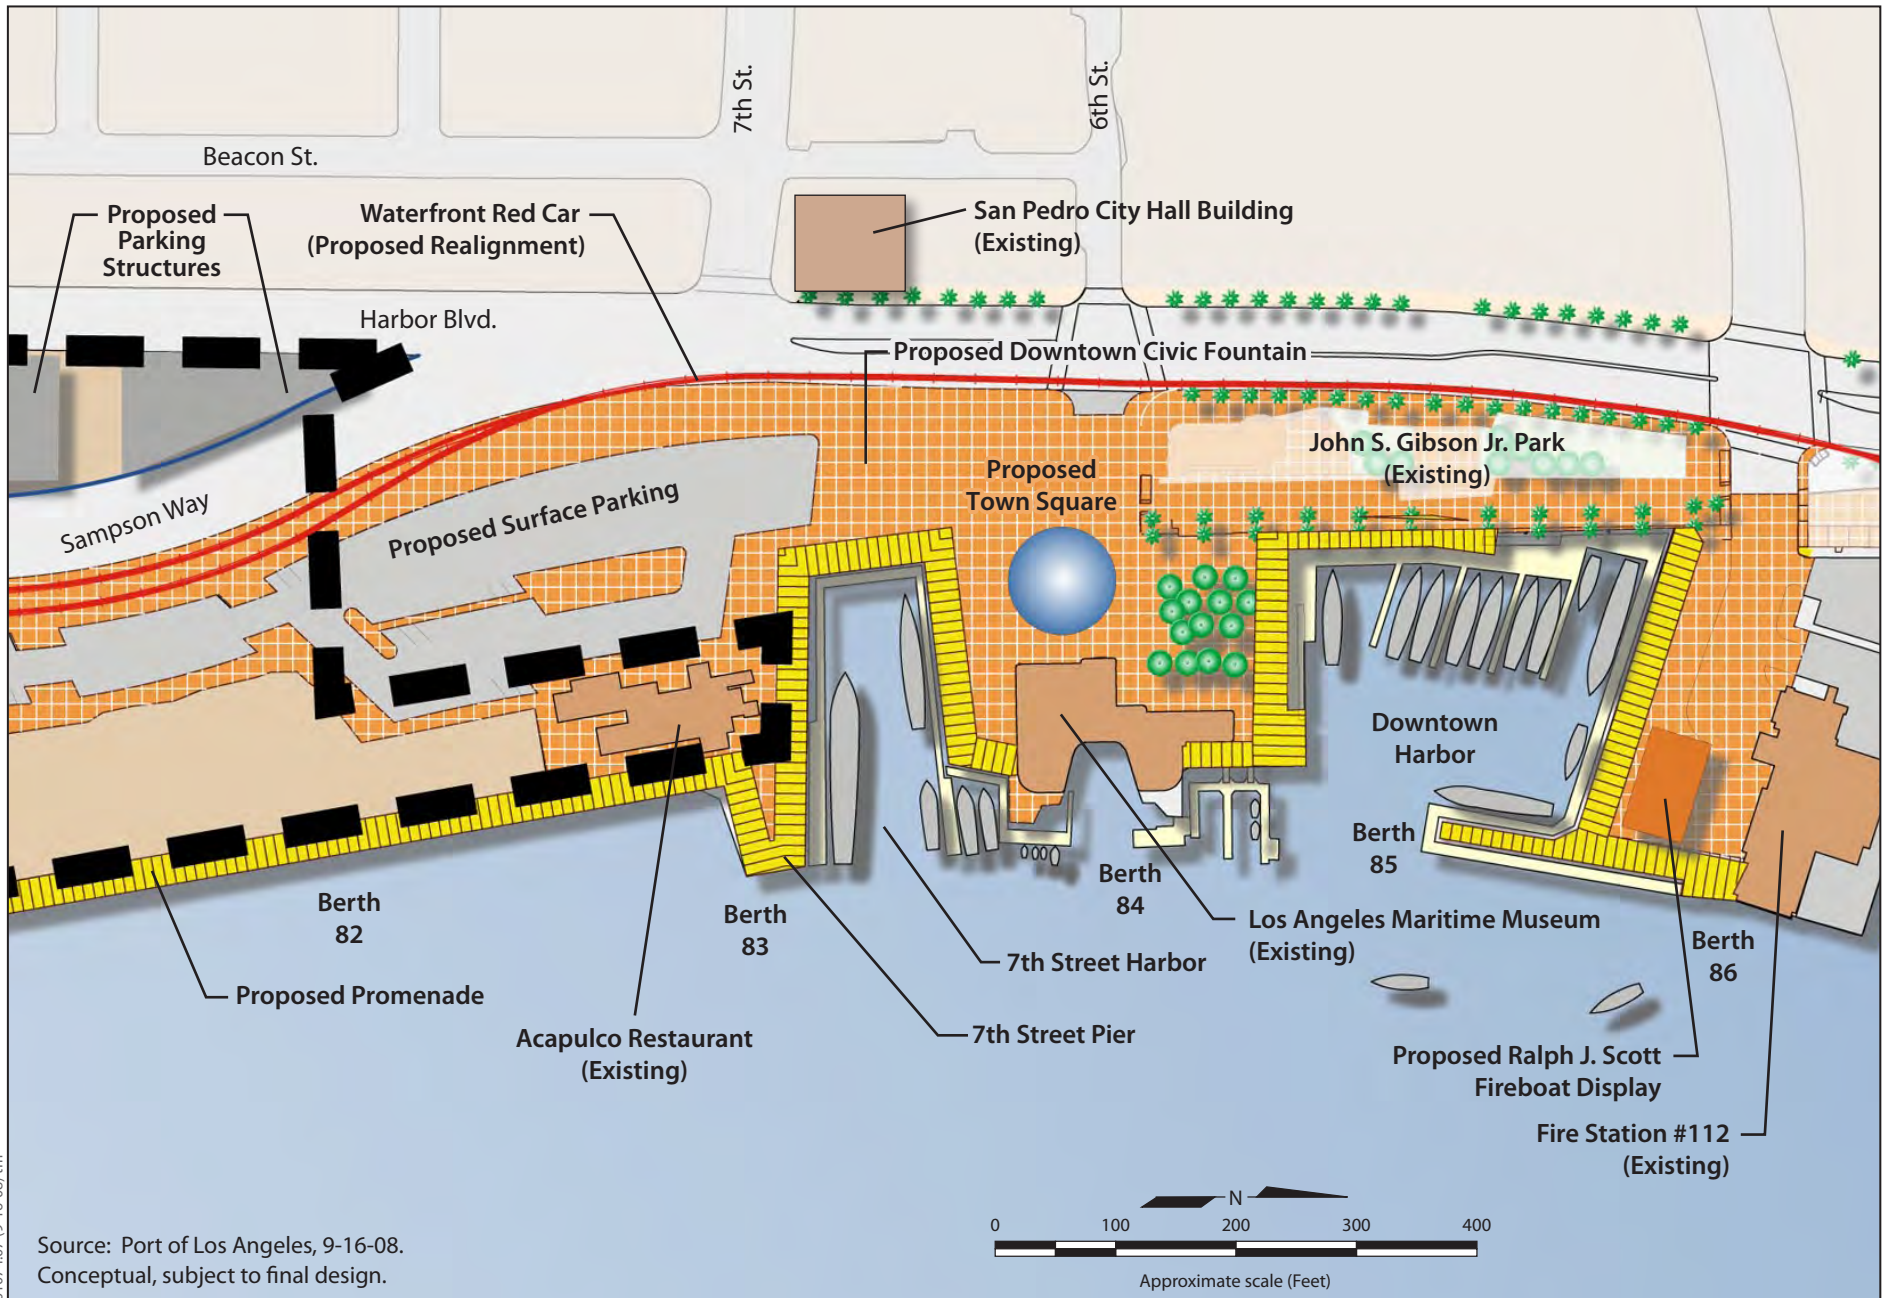 7th St.
6th St.
Beacon St.
Proposed
Parking
Structures
Waterfront Red Car
(Proposed Realignment)
San Pedro City Hall Building
(Existing)
Harbor Blvd.
Proposed Downtown Civic Fountain
John S. Gibson Jr. Park
(Existing)
Proposed
Town Square
Proposed Surface Parking
Sampson Way
Downtown
Harbor
Berth
82
Berth
83
Berth
84
Berth
85
Berth
86
Los Angeles Maritime Museum
(Existing)
7th Street Harbor
Proposed Promenade
7th Street Pier
Acapulco Restaurant
(Existing)
Proposed Ralph J. Scott
Fireboat Display
Fire Station #112
(Existing)
N
0 100 200 300 400
Approximate scale (Feet)
Source: Port of Los Angeles, 9-16-08.
Conceptual, subject to final design.